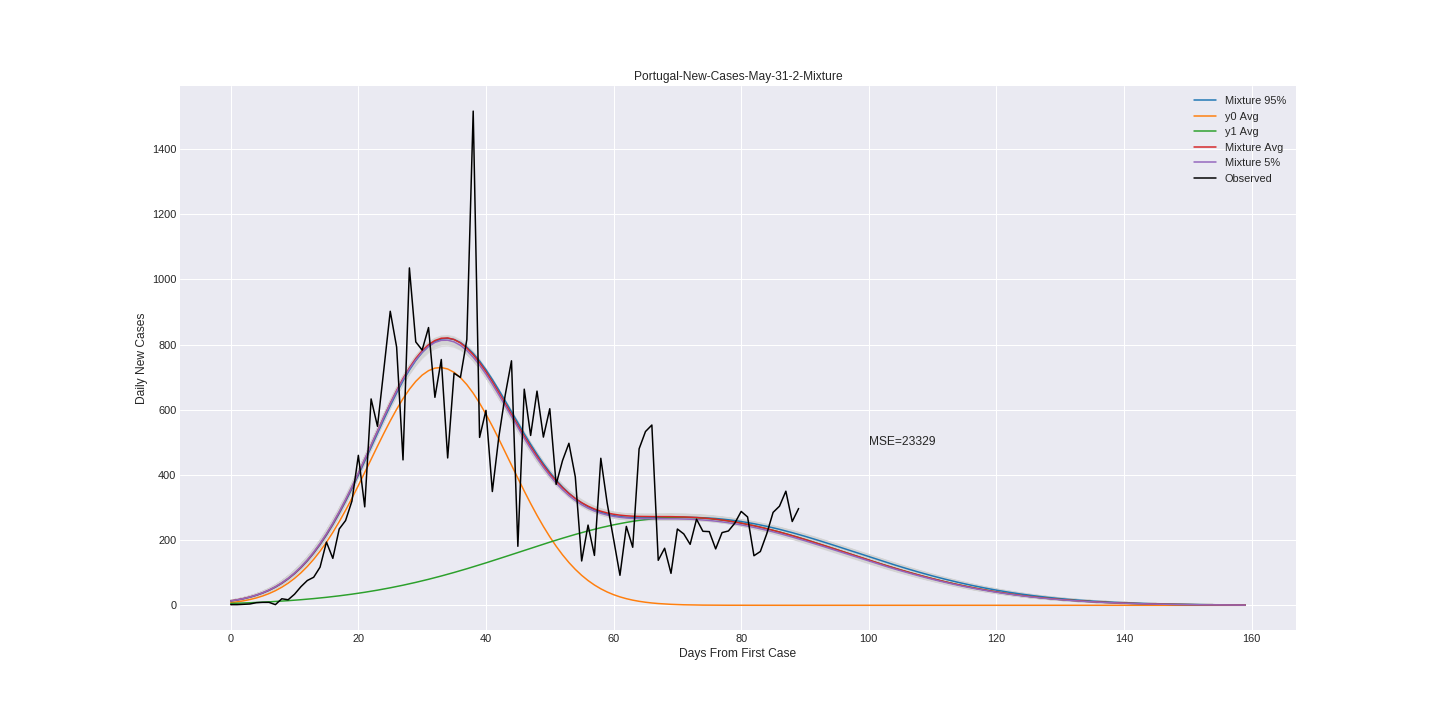 Portugal-New-Cases-May-31-2-Mixture
Mixture 95%
y0 Avg
y1 Avg
Mixture Avg
Mixture 5%
Observed
1400
1200
1000
800
600
400
200
0
Daily New Cases
MSE=23329
0 20 40 60 80 100 120 140 160
Days From First Case